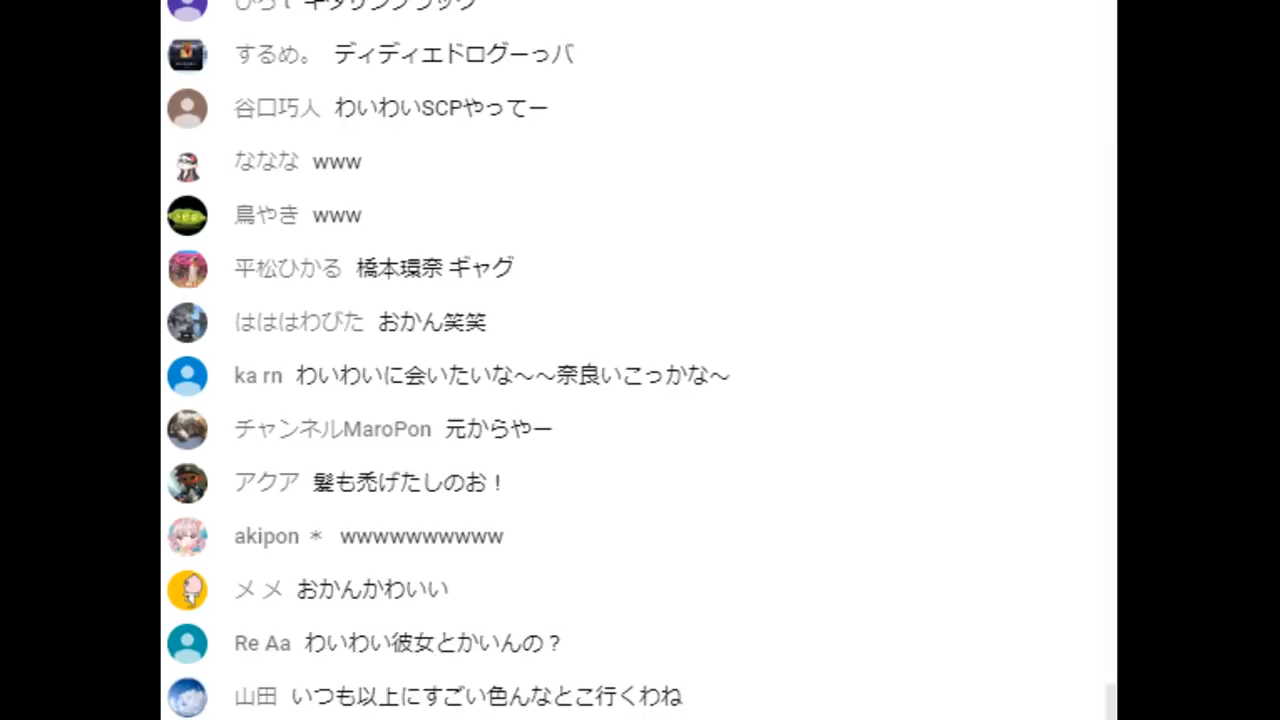 するめ。 ディディエドログーっバ
谷口巧人 わいわいSCPやってー
ななな www
鳥やき www
平松ひかる 橋本環奈 ギャグ
はははわびた おかん笑笑
ka rn わいわいに会いたいな〜〜奈良いこっかな〜
チャンネルMaroPon 元からやー
アクア 髪も禿げたしのお！
akipon ＊ wwwwwwwwww
メ メ おかんかわいい
Re Aa わいわい彼女とかいんの？
山田 いつも以上にすごい色んなとこ行くわね